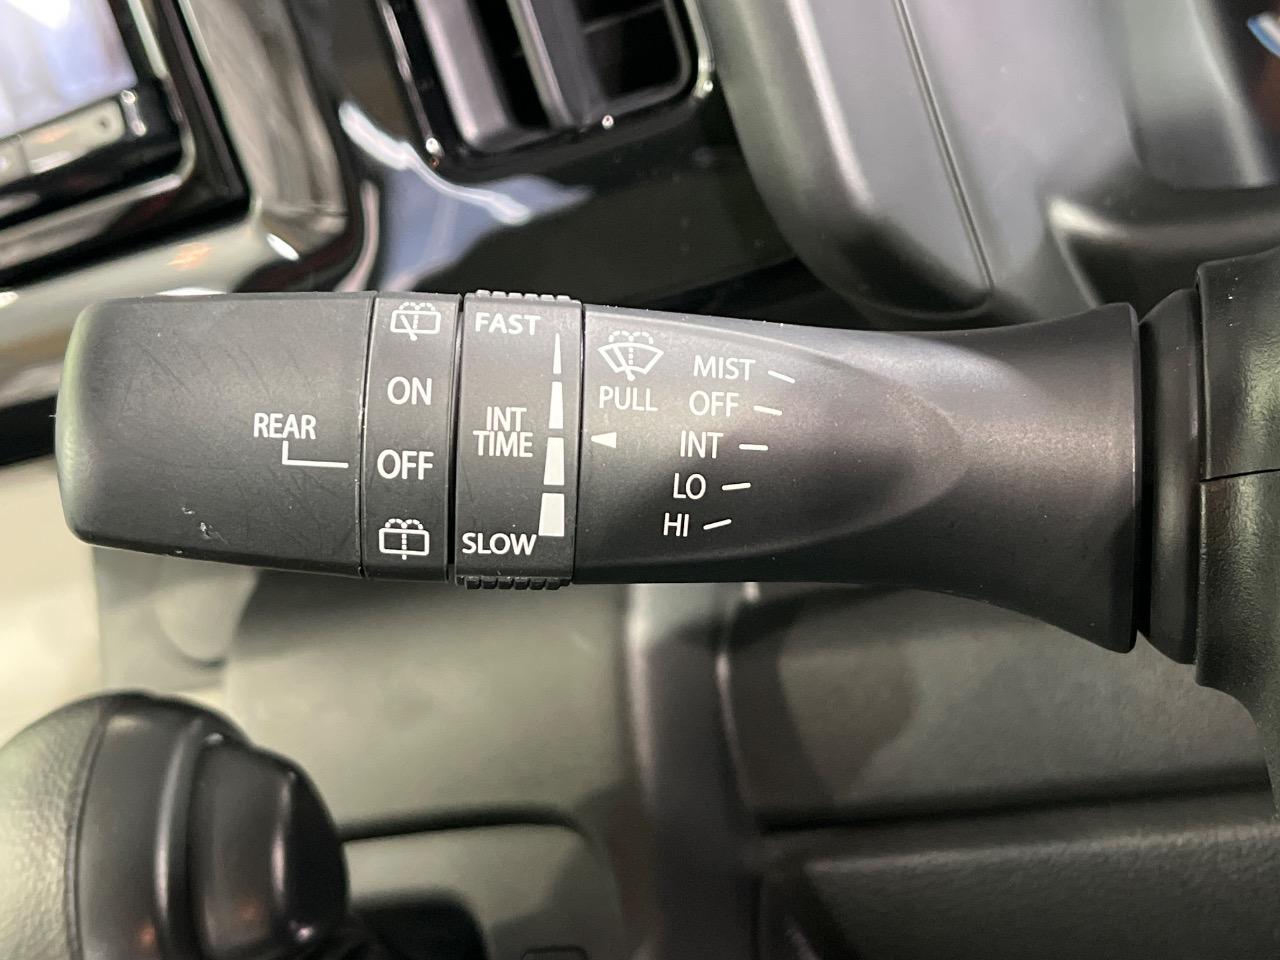 REAR
ON
OFF
FAST
INT
TIME
SLOW
PULL
MIST
OFF
INT
LO
HI